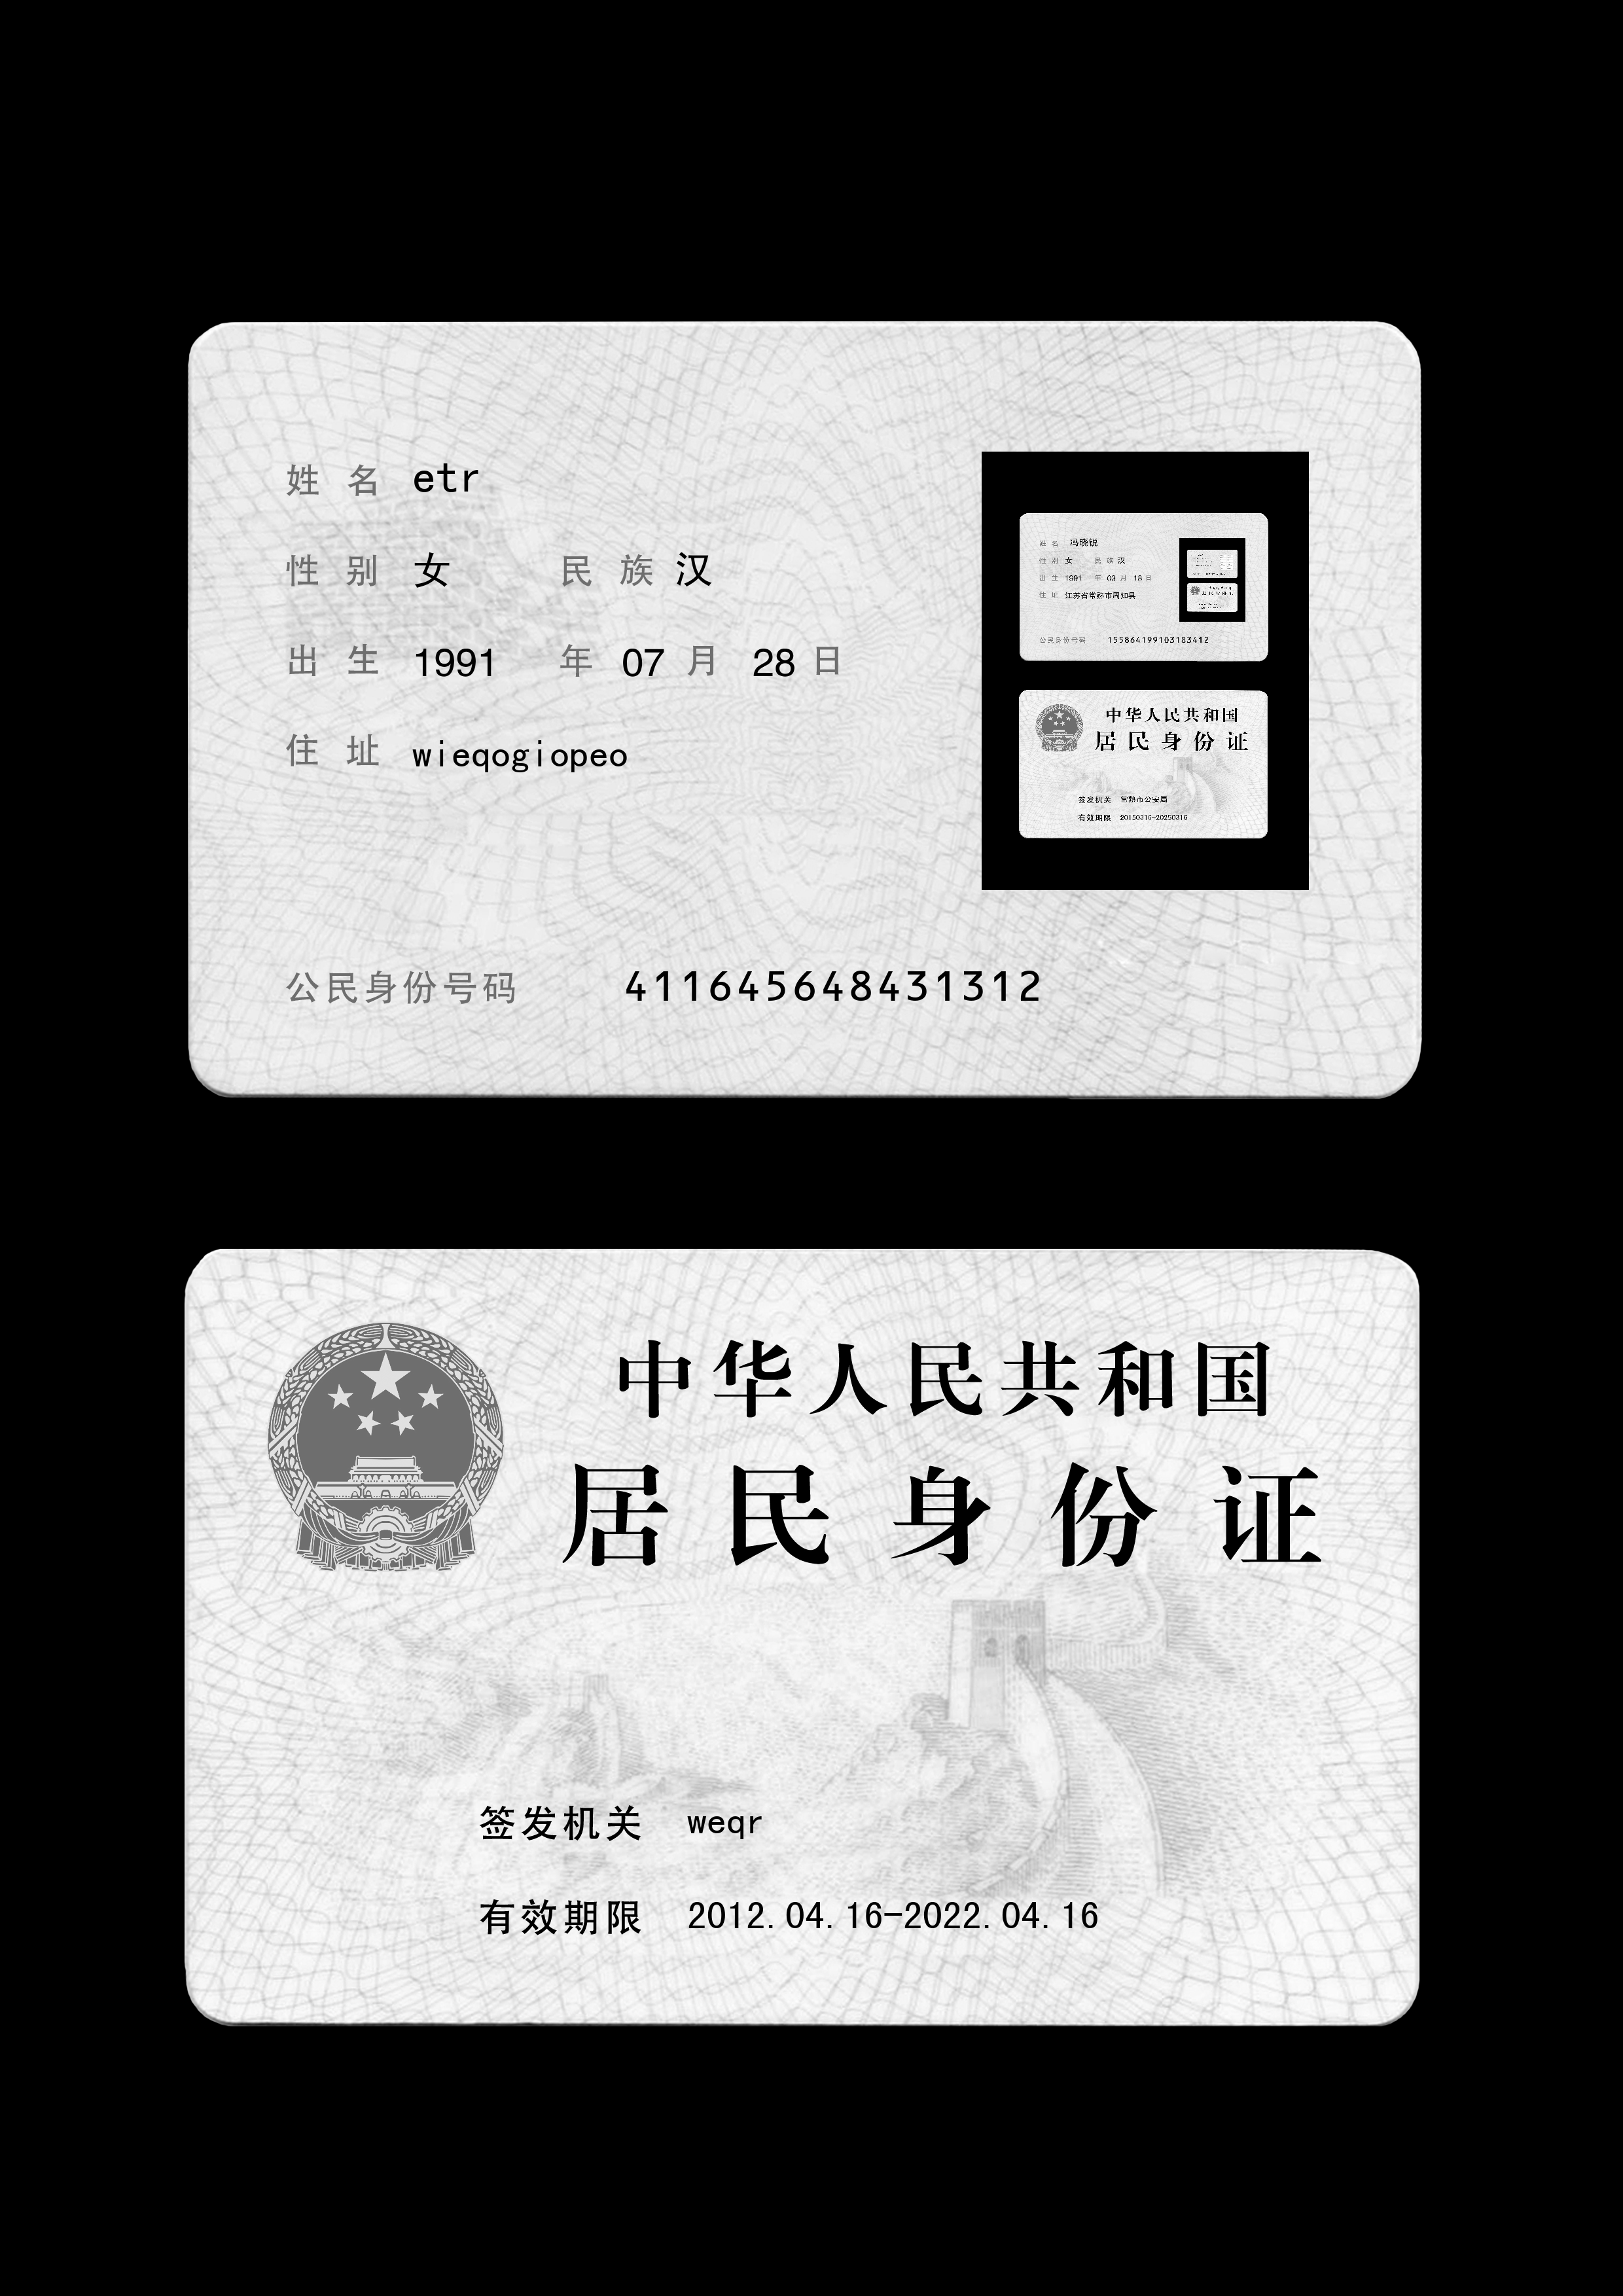 姓名 etr
性别 女 民族 汉
出生 1991 年 07 月 28 日
住址 wieqogiopeo
公民身份号码 411645648431312
姓名 冯晓锐
性别 女 民族 汉
出生 1991 年 03 月 18 日
住址 江苏省常熟市周知县
公民身份号码 155864199103183412
中华人民共和国
居民身份证
签发机关 常熟市公安局
有效期限 20150316-20250316
中华人民共和国
居民身份证
签发机关 weqr
有效期限 2012.04.16-2022.04.16